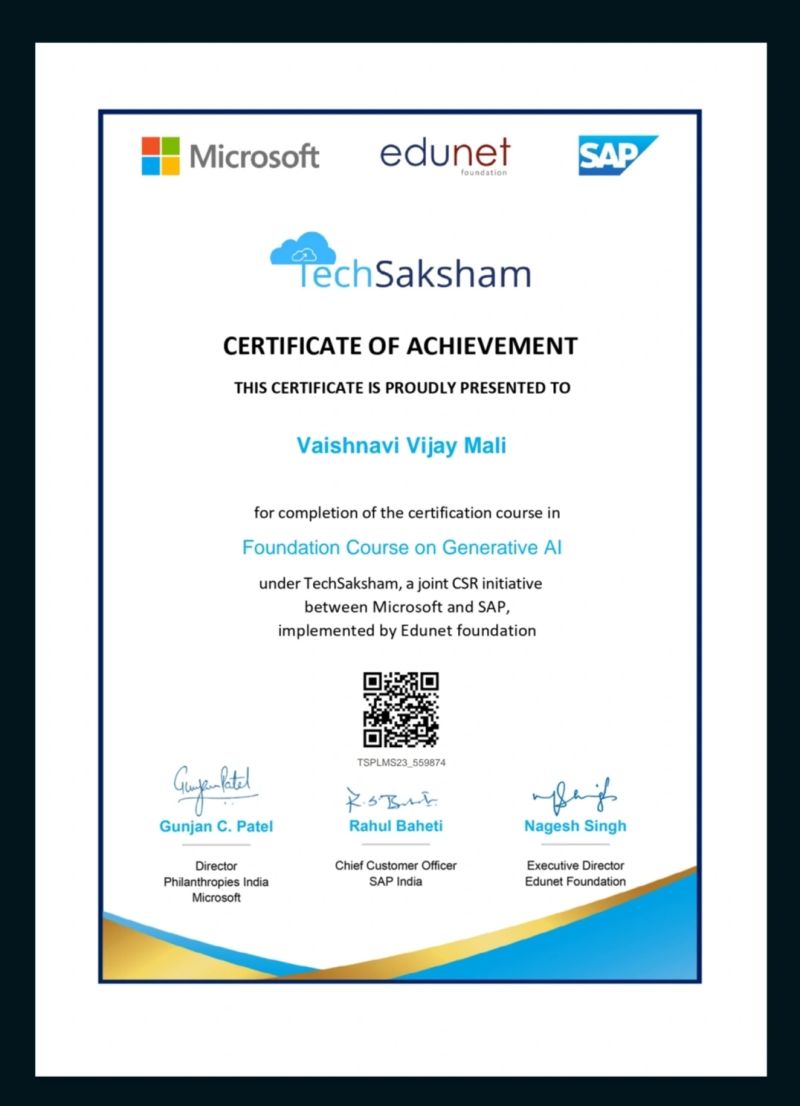 Microsoft
edunet
foundation
SAP
TechSaksham
CERTIFICATE OF ACHIEVEMENT
THIS CERTIFICATE IS PROUDLY PRESENTED TO
Vaishnavi Vijay Mali
for completion of the certification course in
Foundation Course on Generative AI
under TechSaksham, a joint CSR initiative
between Microsoft and SAP,
implemented by Edunet foundation
TSPLMS23_559874
Gunjan Patel
Gunjan C. Patel
Director
Philanthropies India
Microsoft
Rahul Baheti
Chief Customer Officer
SAP India
Nagesh Singh
Executive Director
Edunet Foundation